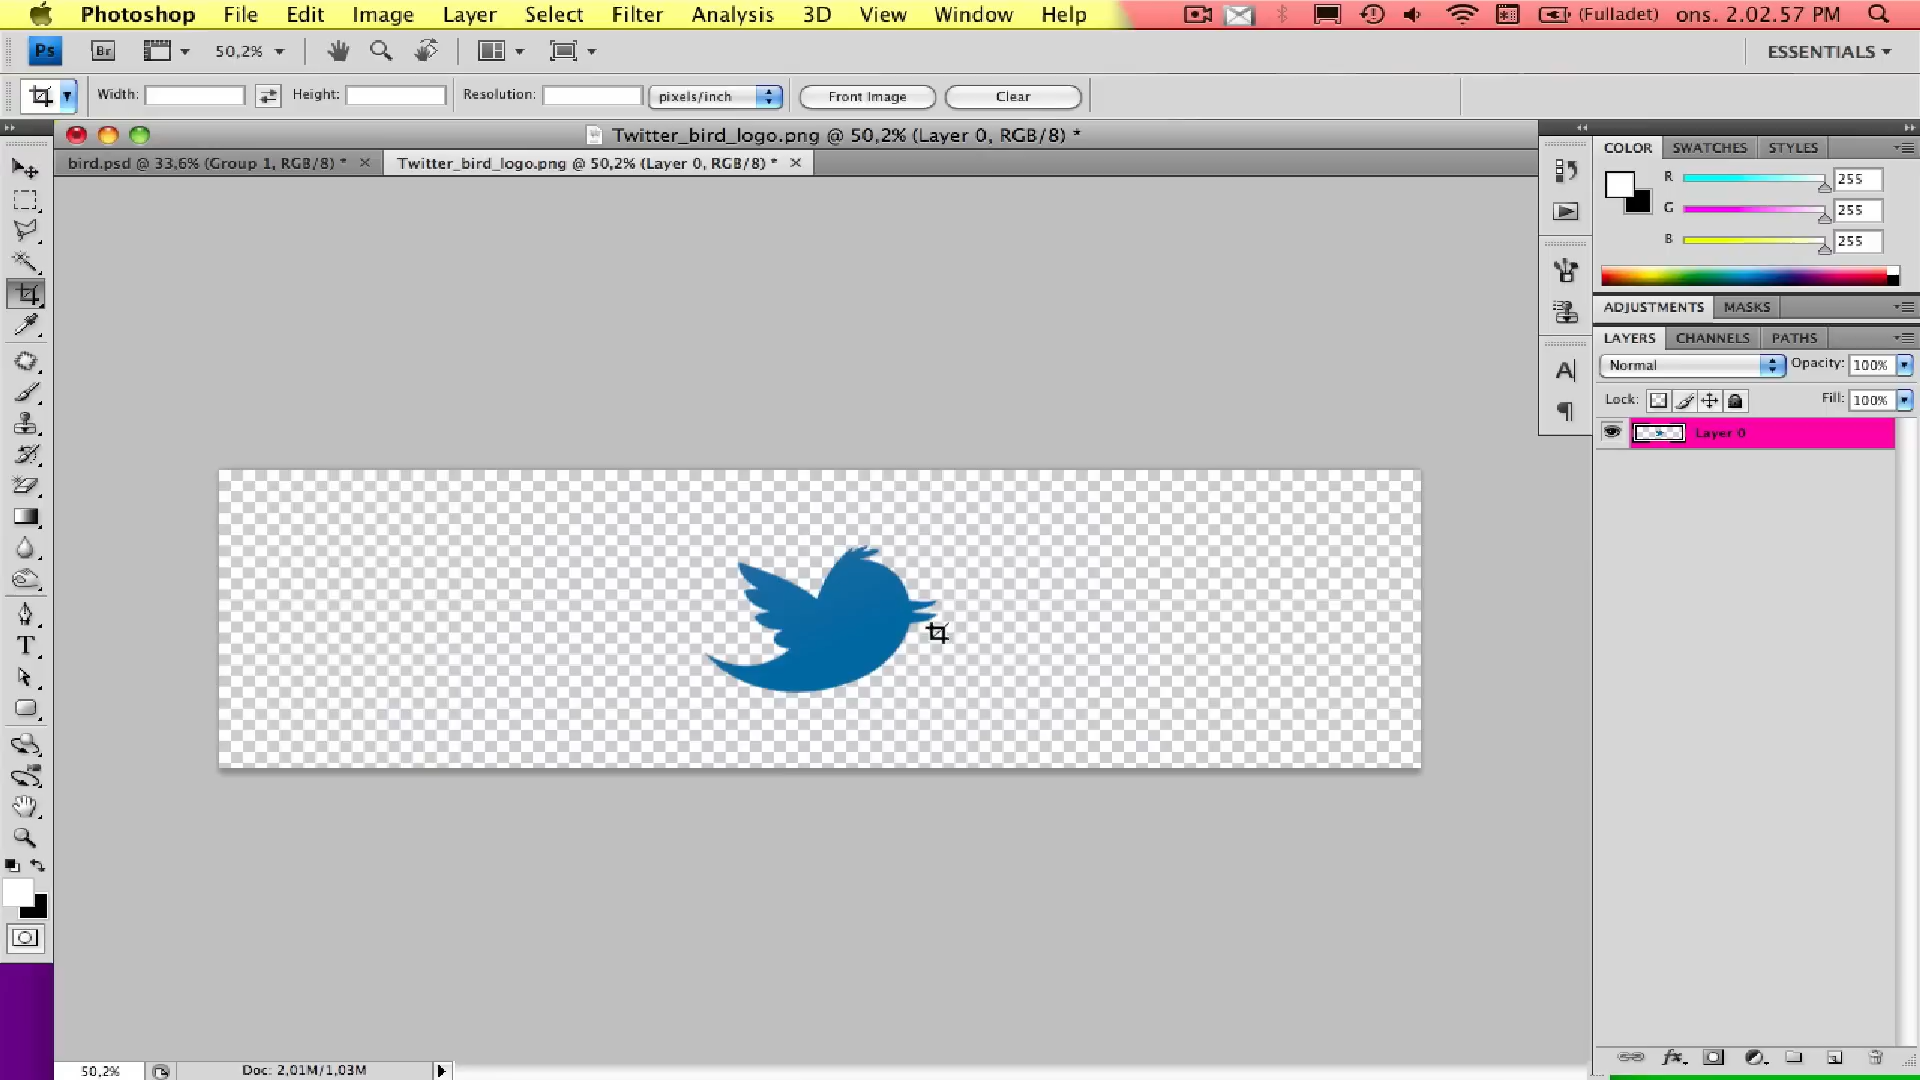 Photoshop File Edit Image Layer Select Filter Analysis 3D View Window Help (Fulladet) ons. 2.02.57 PM
Ps Br 50,2% ESSENTIALS
Width: Height: Resolution: pixels/inch Front Image Clear
Twitter_bird_logo.png @ 50,2% (Layer 0, RGB/8) *
bird.psd @ 33,6% (Group 1, RGB/8) * Twitter_bird_logo.png @ 50,2% (Layer 0, RGB/8) *
COLOR SWATCHES STYLES
R 255
G 255
B 255
ADJUSTMENTS MASKS
LAYERS CHANNELS PATHS
Normal Opacity: 100%
Lock: Fill: 100%
Layer 0
50,2% Doc: 2,01M/1,03M